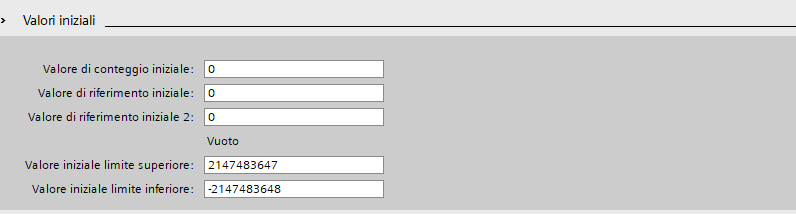 Valori iniziali
Valore di conteggio iniziale: 0
Valore di riferimento iniziale: 0
Valore di riferimento iniziale 2: 0
Vuoto
Valore iniziale limite superiore: 2147483647
Valore iniziale limite inferiore: -2147483648